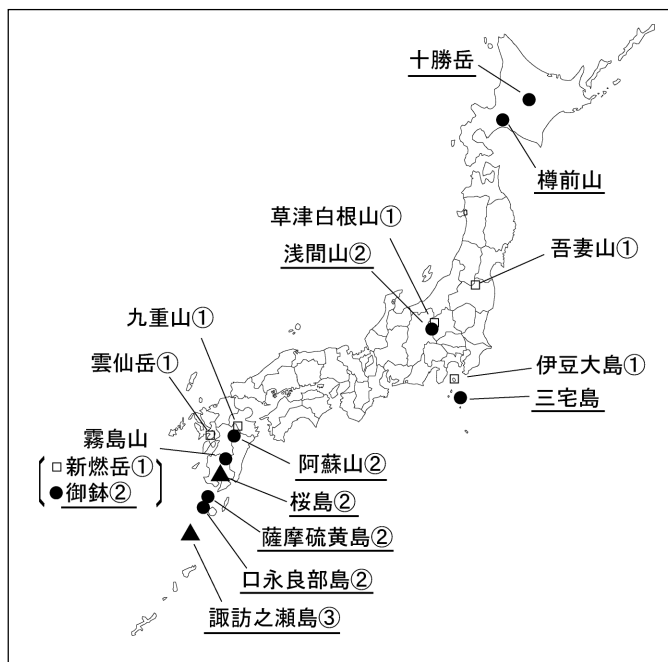 十勝岳
樽前山
草津白根山①
吾妻山①
浅間山②
九重山①
雲仙岳①
伊豆大島①
三宅島
霧島山
□新燃岳①
●御鉢②
阿蘇山②
桜島②
薩摩硫黄島②
口永良部島②
諏訪之瀬島③